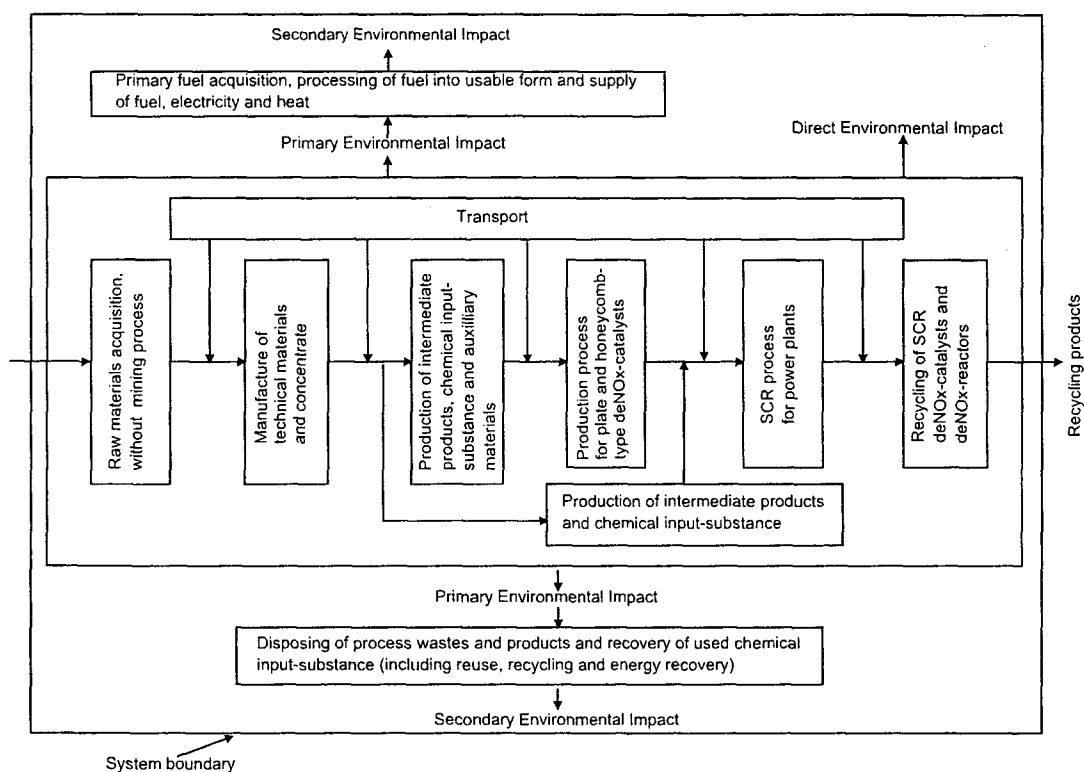 Secondary Environmental Impact
Primary fuel acquisition, processing of fuel into usable form and supply
of fuel, electricity and heat
Primary Environmental Impact
Direct Environmental Impact
Transport
Raw materials acquisition,
without mining process
Manufacture of
technical materials
and concentrate
Production of intermediate
products, chemical input-
substance and auxilliary
materials
Production process
for plate and honeycomb-
type deNOx-catalysts
SCR process
for power plants
Recycling of SCR
deNOx-catalysts and
deNOx-reactors
Recycling products
Production of intermediate products
and chemical input-substance
Primary Environmental Impact
Disposing of process wastes and products and recovery of used chemical
input-substance (including reuse, recycling and energy recovery)
Secondary Environmental Impact
System boundary